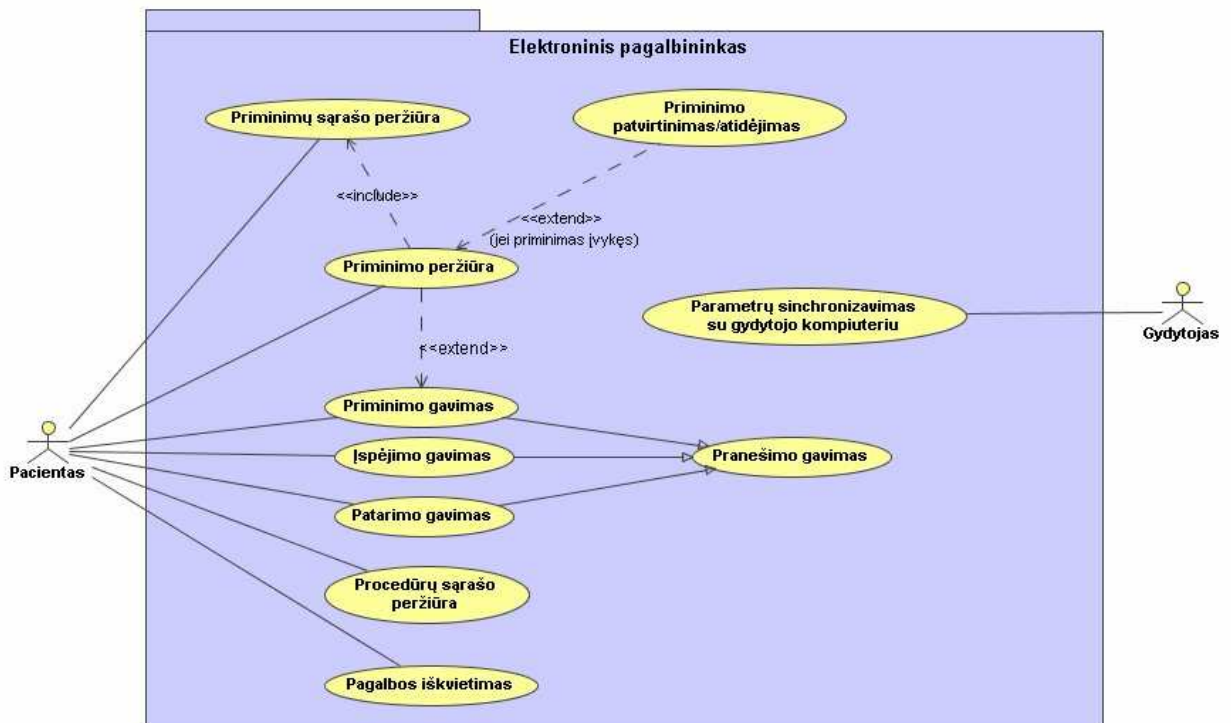 Elektroninis pagalbininkas
Priminimų sąrašo peržiūra
Priminimo
patvirtinimas/atidėjimas
<<include>>
<<extend>>
(jei priminimas įvykęs)
Priminimo peržiūra
Parametrų sinchronizavimas
su gydytojo kompiuteriu
Gydytojas
<<extend>>
Priminimo gavimas
Įspėjimo gavimas
Pranešimo gavimas
Pacientas
Patarimo gavimas
Procedūrų sąrašo
peržiūra
Pagalbos iškvietimas